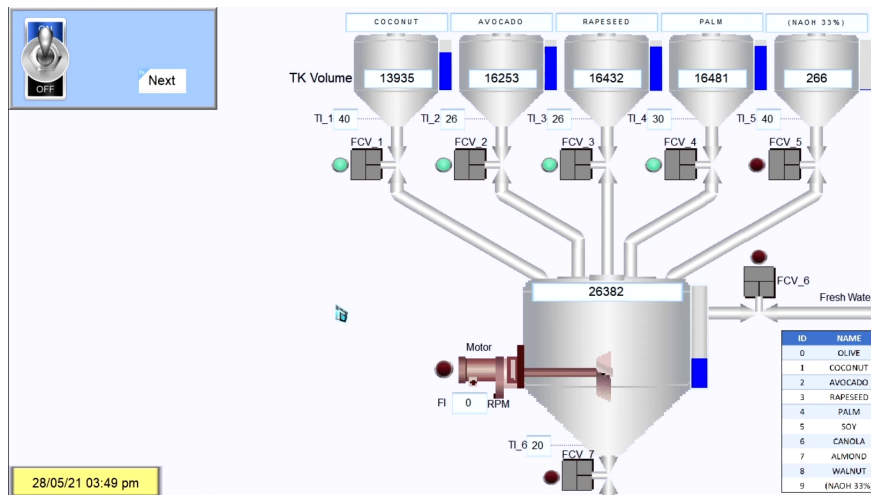 ON
OFF
Next
COCONUT AVOCADO RAPESEED PALM (NAOH 33%)
TK Volume 13935 16253 16432 16481 266
TI_1 40 TI_2 26 TI_3 26 TI_4 30 TI_5 40
FCV_1 FCV_2 FCV_3 FCV_4 FCV_5
26382
FCV_6
Fresh Wate
Motor
FI 0 RPM
TI_6 20
FCV_7
ID NAME
0 OLIVE
1 COCONUT
2 AVOCADO
3 RAPESEED
4 PALM
5 SOY
6 CANOLA
7 ALMOND
8 WALNUT
9 (NAOH 33%
28/05/21 03:49 pm